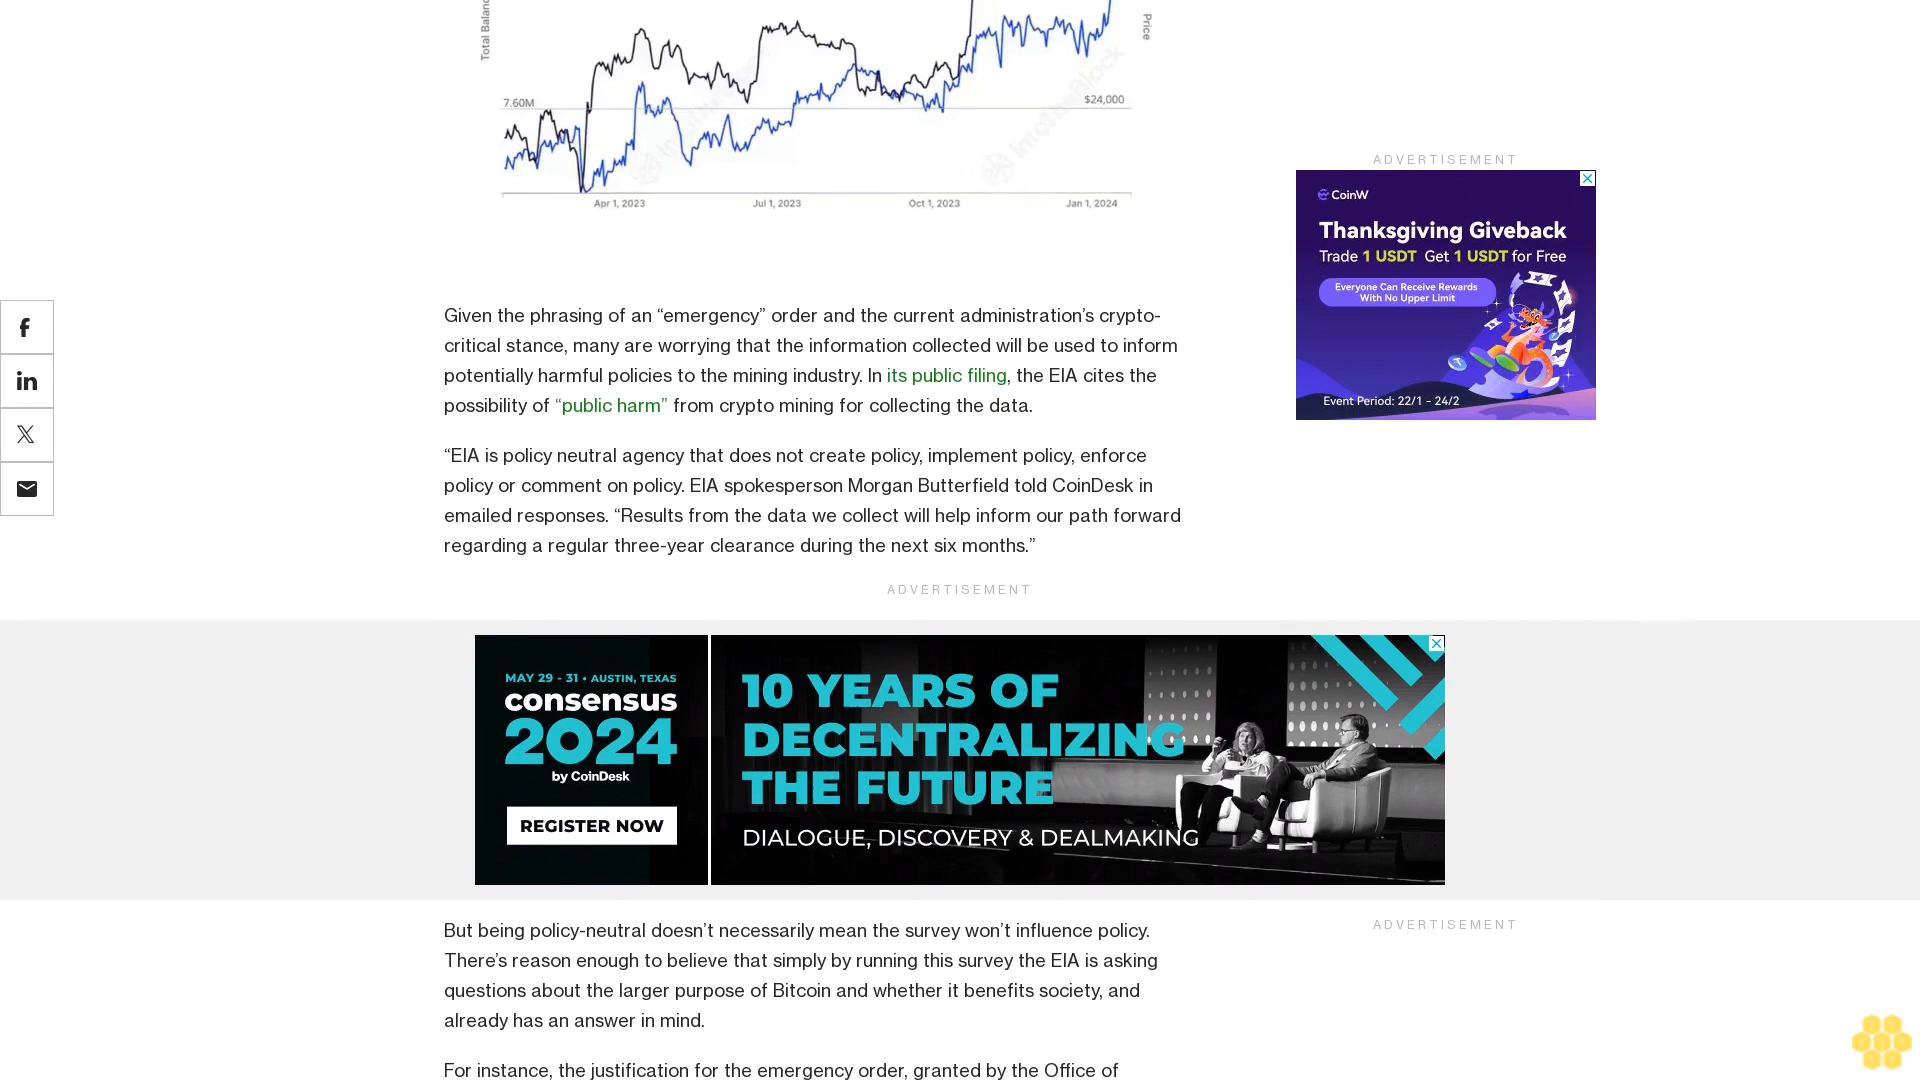 Total Balanc
Price
7.60M
$24,000
Apr 1, 2023
Jul 1, 2023
Oct 1, 2023
Jan 1, 2024
ADVERTISEMENT
CoinW
Thanksgiving Giveback
Trade 1 USDT Get 1 USDT for Free
Everyone Can Receive Rewards
With No Upper Limit
Event Period: 22/1 - 24/2
Given the phrasing of an “emergency” order and the current administration’s crypto-
critical stance, many are worrying that the information collected will be used to inform
potentially harmful policies to the mining industry. In its public filing, the EIA cites the
possibility of “public harm” from crypto mining for collecting the data.
“EIA is policy neutral agency that does not create policy, implement policy, enforce
policy or comment on policy. EIA spokesperson Morgan Butterfield told CoinDesk in
emailed responses. “Results from the data we collect will help inform our path forward
regarding a regular three-year clearance during the next six months.”
ADVERTISEMENT
MAY 29 - 31 • AUSTIN, TEXAS
consensus
2024
by CoinDesk
REGISTER NOW
10 YEARS OF
DECENTRALIZING
THE FUTURE
DIALOGUE, DISCOVERY & DEALMAKING
But being policy-neutral doesn’t necessarily mean the survey won’t influence policy.
There’s reason enough to believe that simply by running this survey the EIA is asking
questions about the larger purpose of Bitcoin and whether it benefits society, and
already has an answer in mind.
ADVERTISEMENT
For instance, the justification for the emergency order, granted by the Office of